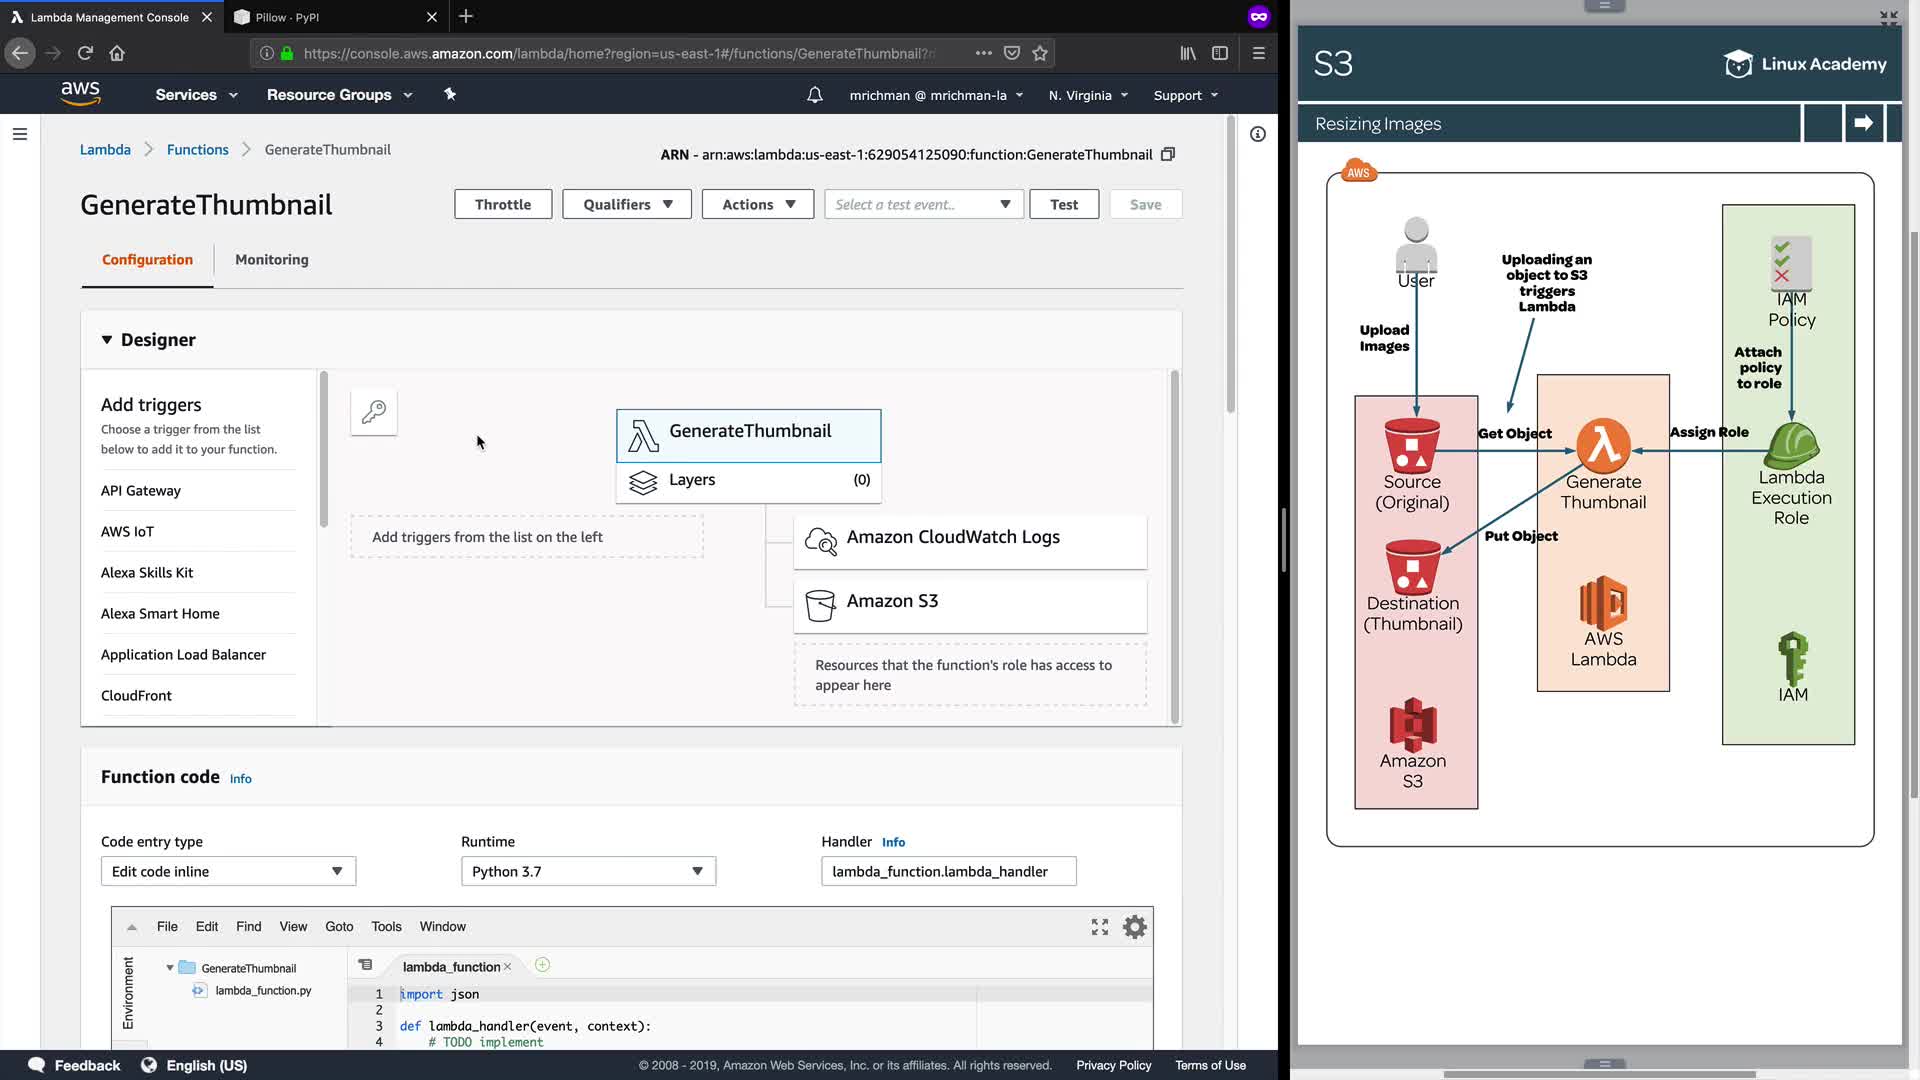 Lambda Management Console
Pillow · PyPI
https://console.aws.amazon.com/lambda/home?region=us-east-1#/functions/GenerateThumbnail?
aws
Services
Resource Groups
mrichman @ mrichman-la
N. Virginia
Support
Lambda
Functions
GenerateThumbnail
ARN - arn:aws:lambda:us-east-1:629054125090:function:GenerateThumbnail
GenerateThumbnail
Throttle
Qualifiers
Actions
Select a test event..
Test
Save
Configuration
Monitoring
Designer
Add triggers
Choose a trigger from the list
below to add it to your function.
API Gateway
AWS IoT
Alexa Skills Kit
Alexa Smart Home
Application Load Balancer
CloudFront
GenerateThumbnail
Layers
(0)
Add triggers from the list on the left
Amazon CloudWatch Logs
Amazon S3
Resources that the function's role has access to
appear here
Function code
Info
Code entry type
Edit code inline
Runtime
Python 3.7
Handler
Info
lambda_function.lambda_handler
File
Edit
Find
View
Goto
Tools
Window
Environment
GenerateThumbnail
lambda_function.py
lambda_function
1 import json
2
3 def lambda_handler(event, context):
4 # TODO implement
Feedback
English (US)
© 2008 - 2019, Amazon Web Services, Inc. or its affiliates. All rights reserved.
Privacy Policy
Terms of Use
S3
Linux Academy
Resizing Images
AWS
User
Uploading an
object to S3
triggers
Lambda
Upload
Images
IAM
Policy
Attach
policy
to role
Get Object
Assign Role
Source
(Original)
Generate
Thumbnail
Lambda
Execution
Role
Put Object
Destination
(Thumbnail)
AWS
Lambda
IAM
Amazon
S3